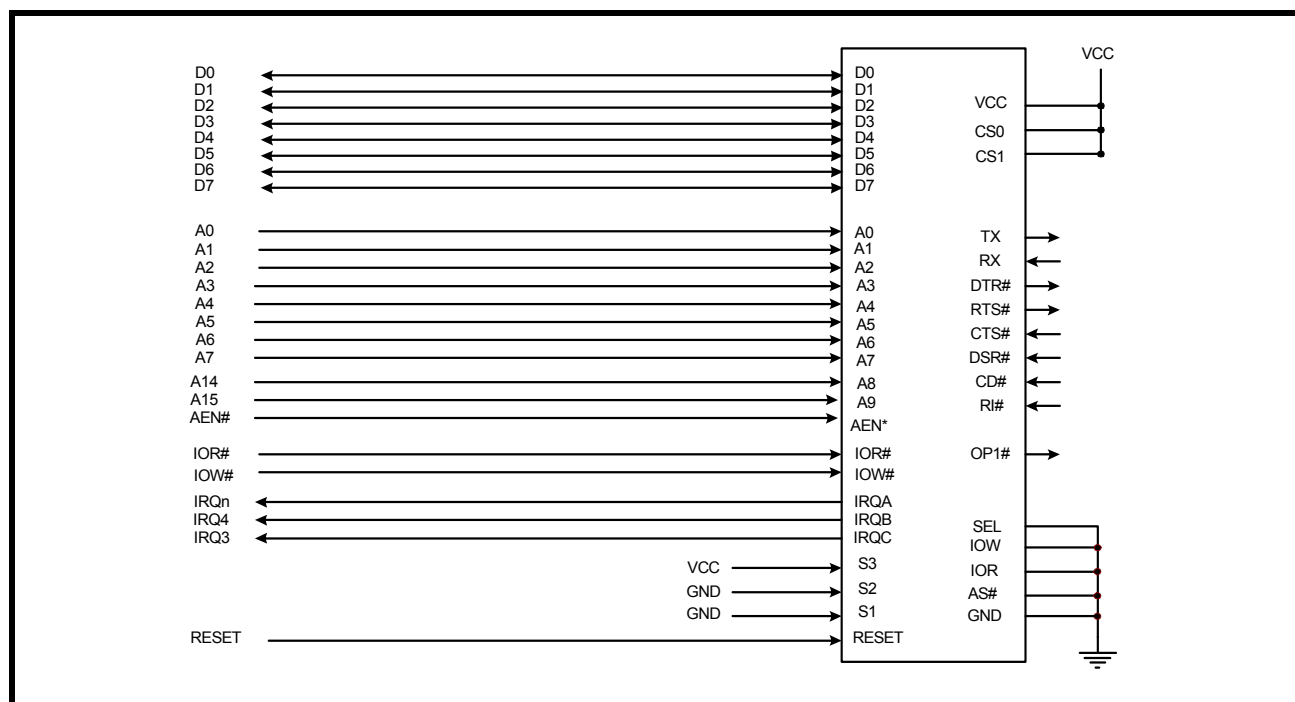 VCC
D0 D0
D1 D1
D2 D2
VCC
D3 D3
D4 D4
CS0
D5 D5
CS1
D6 D6
D7 D7
A0 A0
TX
A1 A1
A2 A2
RX
A3 A3
DTR#
A4 A4
RTS#
A5 A5
CTS#
A6 A6
A7 A7
DSR#
A14 A8
CD#
A15 A9
RI#
AEN# AEN*
IOR# IOR# OP1#
IOW# IOW#
IRQn IRQA
IRQ4 IRQB
SEL
IRQ3 IRQC
IOW
VCC S3
IOR
GND S2
AS#
GND S1
GND
RESET RESET